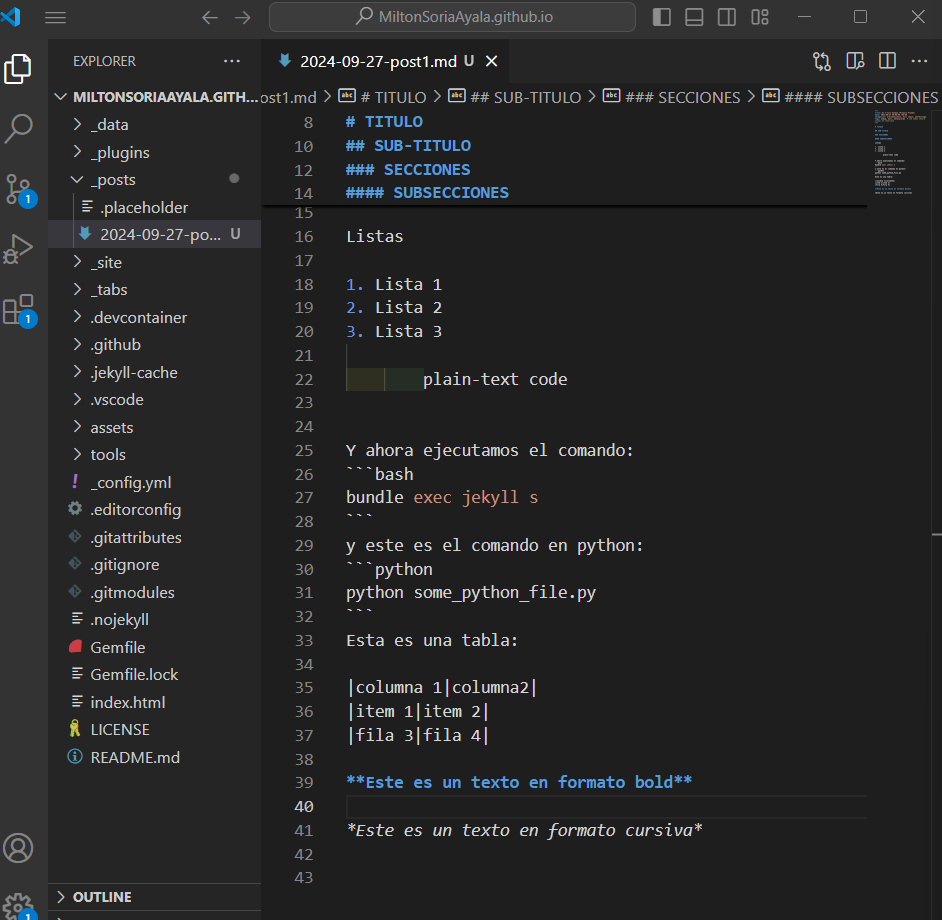 MiltonSoriaAyala.github.io
EXPLORER
2024-09-27-post1.md U
MILTONSORIAAYALA.GITH...
ost1.md > # TITULO > ## SUB-TITULO > ### SECCIONES > #### SUBSECCIONES
_data
_plugins
_posts
.placeholder
2024-09-27-po... U
_site
_tabs
.devcontainer
.github
.jekyll-cache
.vscode
assets
tools
_config.yml
.editorconfig
.gitattributes
.gitignore
.gitmodules
.nojekyll
Gemfile
Gemfile.lock
index.html
LICENSE
README.md
OUTLINE
1
1
1
8 # TITULO
10 ## SUB-TITULO
12 ### SECCIONES
14 #### SUBSECCIONES
15
16 Listas
17
18 1. Lista 1
19 2. Lista 2
20 3. Lista 3
21
22 plain-text code
23
24
25 Y ahora ejecutamos el comando:
26 ```bash
27 bundle exec jekyll s
28 ```
29 y este es el comando en python:
30 ```python
31 python some_python_file.py
32 ```
33 Esta es una tabla:
34
35 |columna 1|columna2|
36 |item 1|item 2|
37 |fila 3|fila 4|
38
39 **Este es un texto en formato bold**
40
41 *Este es un texto en formato cursiva*
42
43